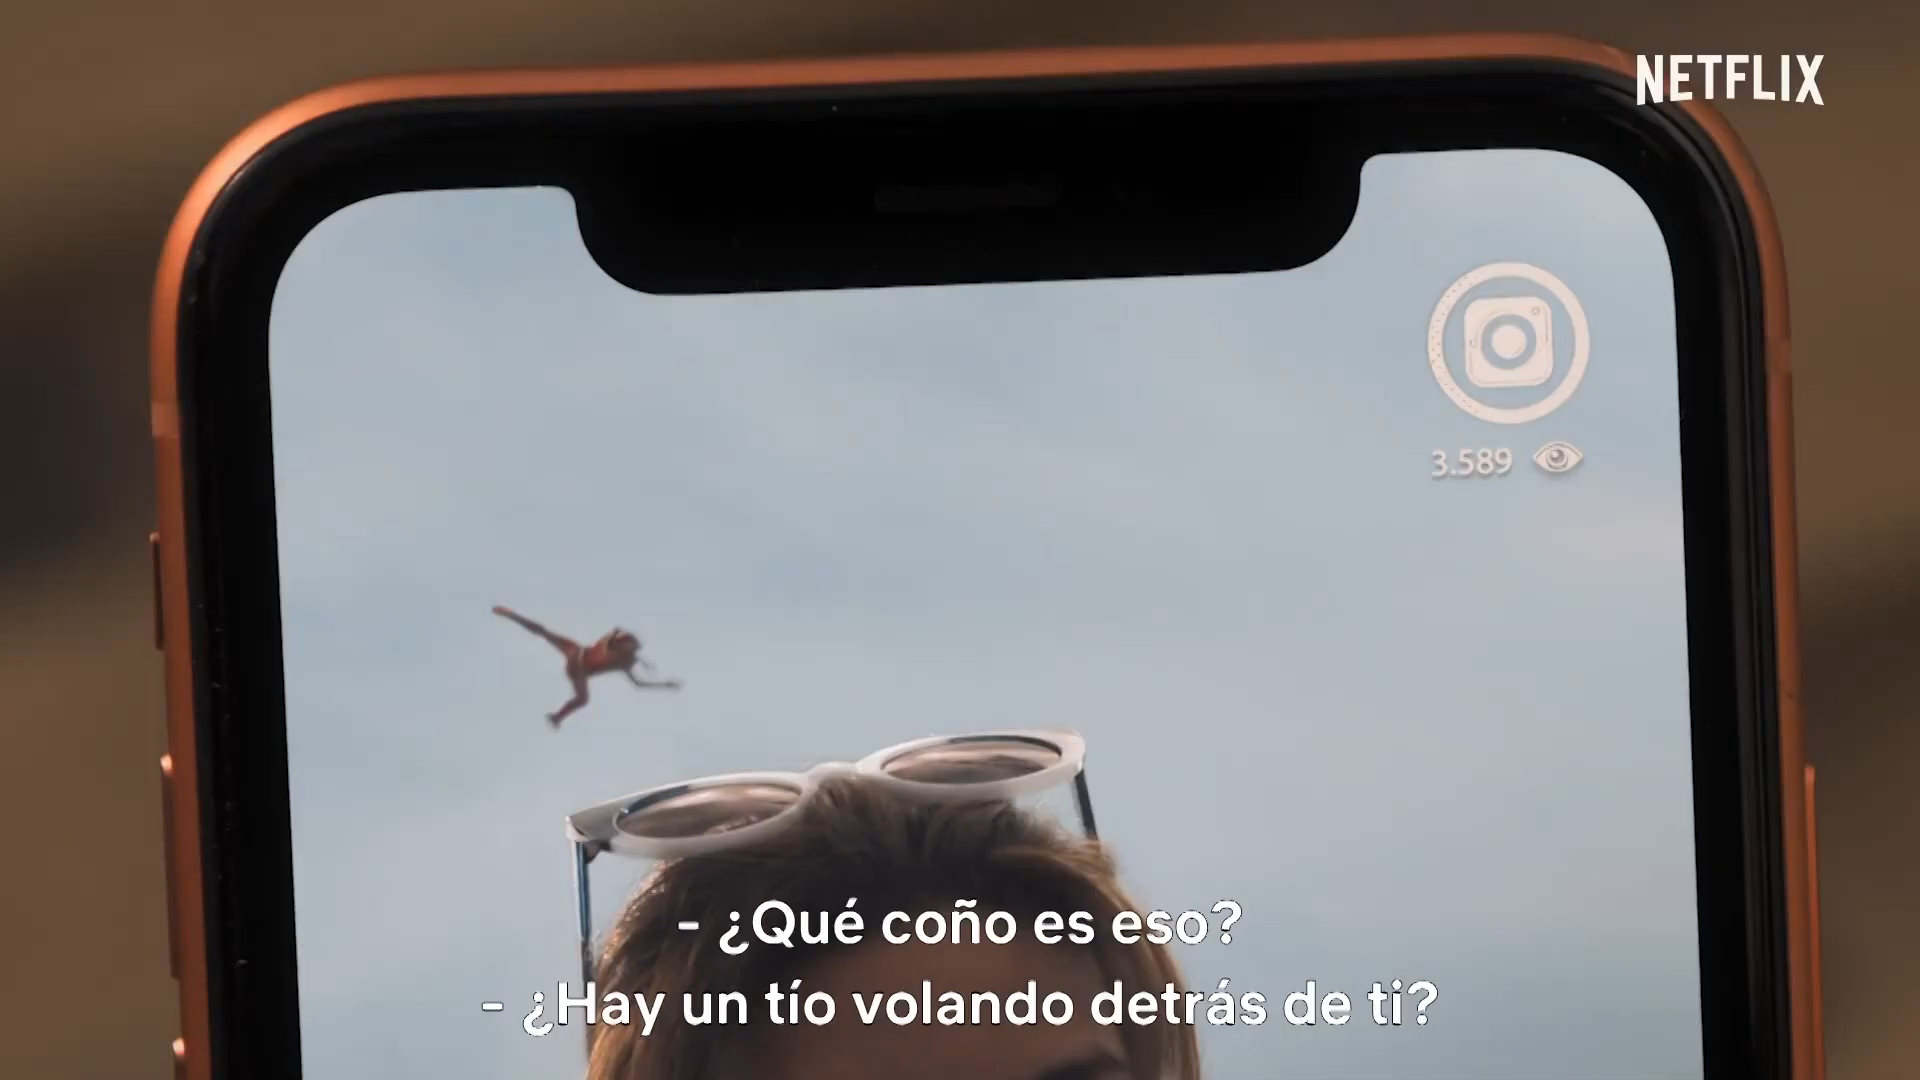 NETFLIX
3.589
- ¿Qué coño es eso?
- ¿Hay un tío volando detrás de ti?